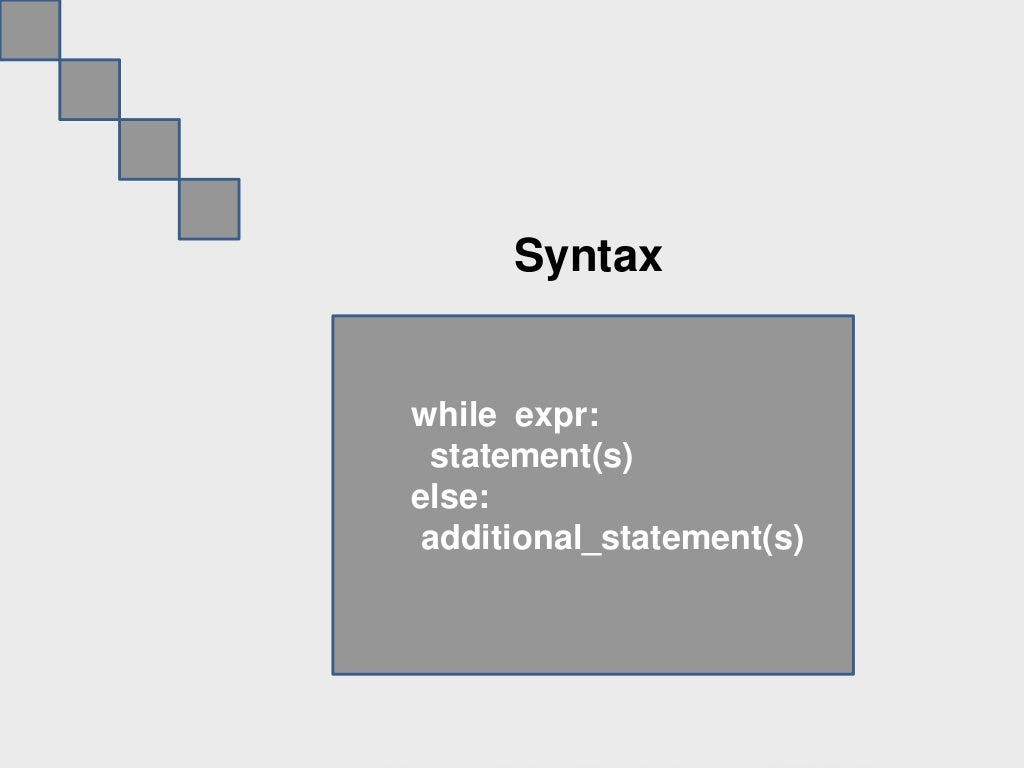 Syntax
while  expr:
  statement(s)
else:
 additional_statement(s)